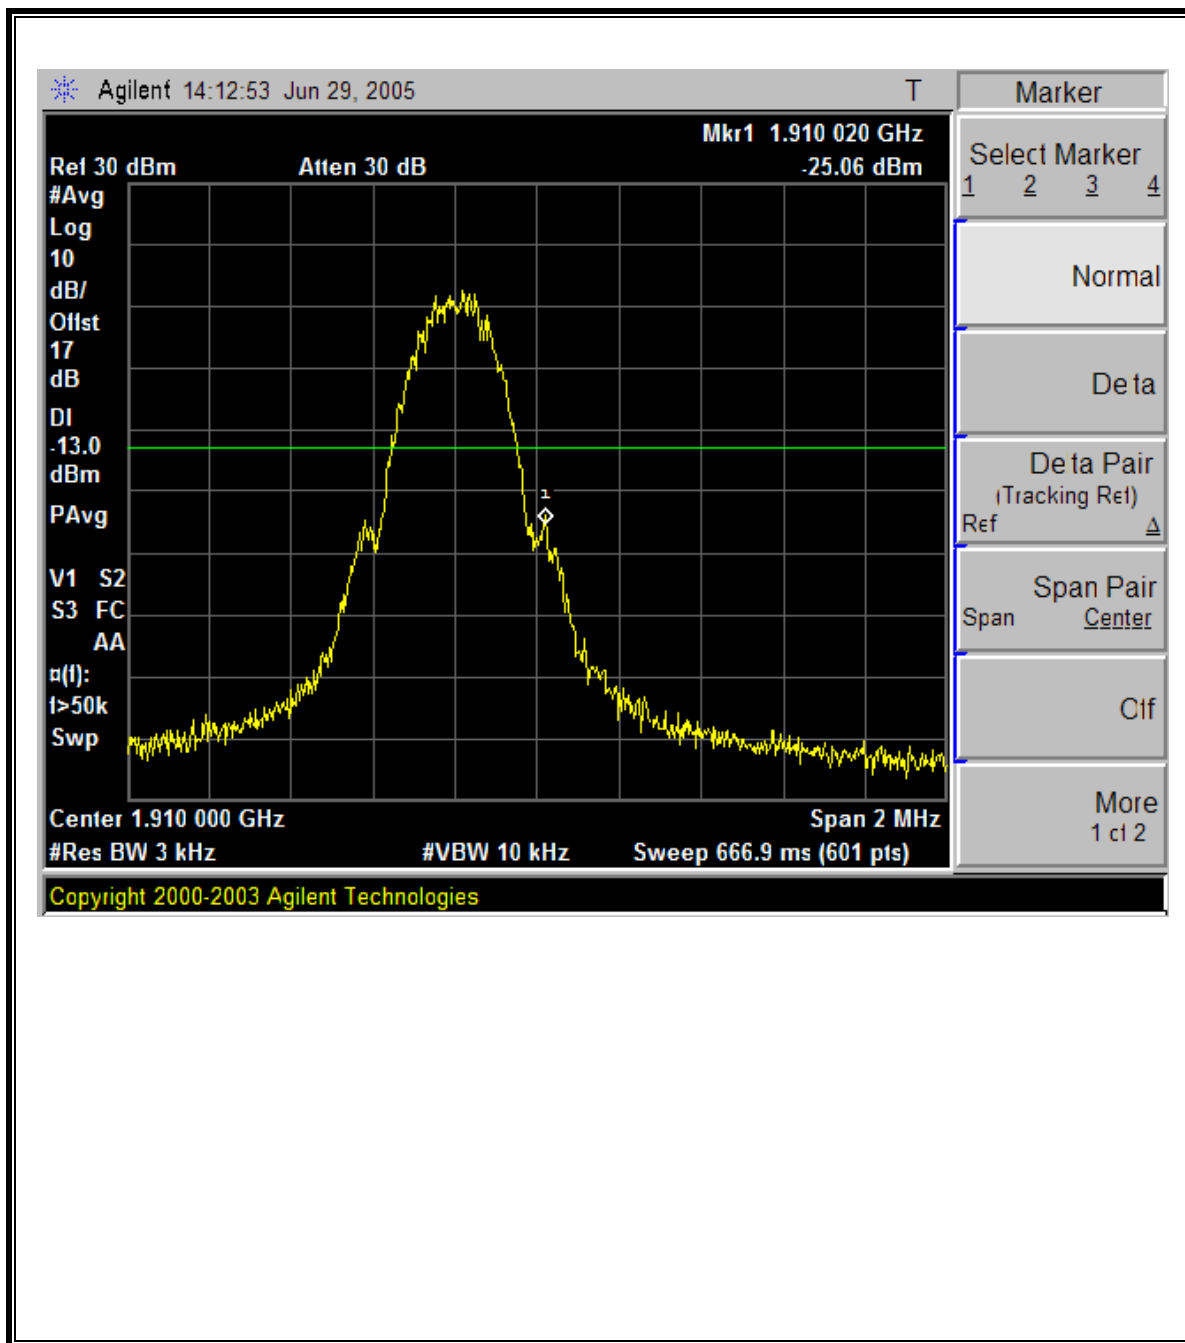 Agilent 14:12:53 Jun 29, 2005 T
Mkr1 1.910 020 GHz
Ref 30 dBm Atten 30 dB -25.06 dBm
#Avg
Log
10
dB/
Offst
17
dB
DI
-13.0
dBm
PAvg
V1 S2
S3 FC
AA
¤(f):
f>50k
Swp
1
Center 1.910 000 GHz Span 2 MHz
#Res BW 3 kHz #VBW 10 kHz Sweep 666.9 ms (601 pts)
Copyright 2000-2003 Agilent Technologies
Marker
Select Marker
1 2 3 4
Normal
Delta
Delta Pair
(Tracking Ref)
Ref Δ
Span Pair
Span Center
Off
More
1 of 2